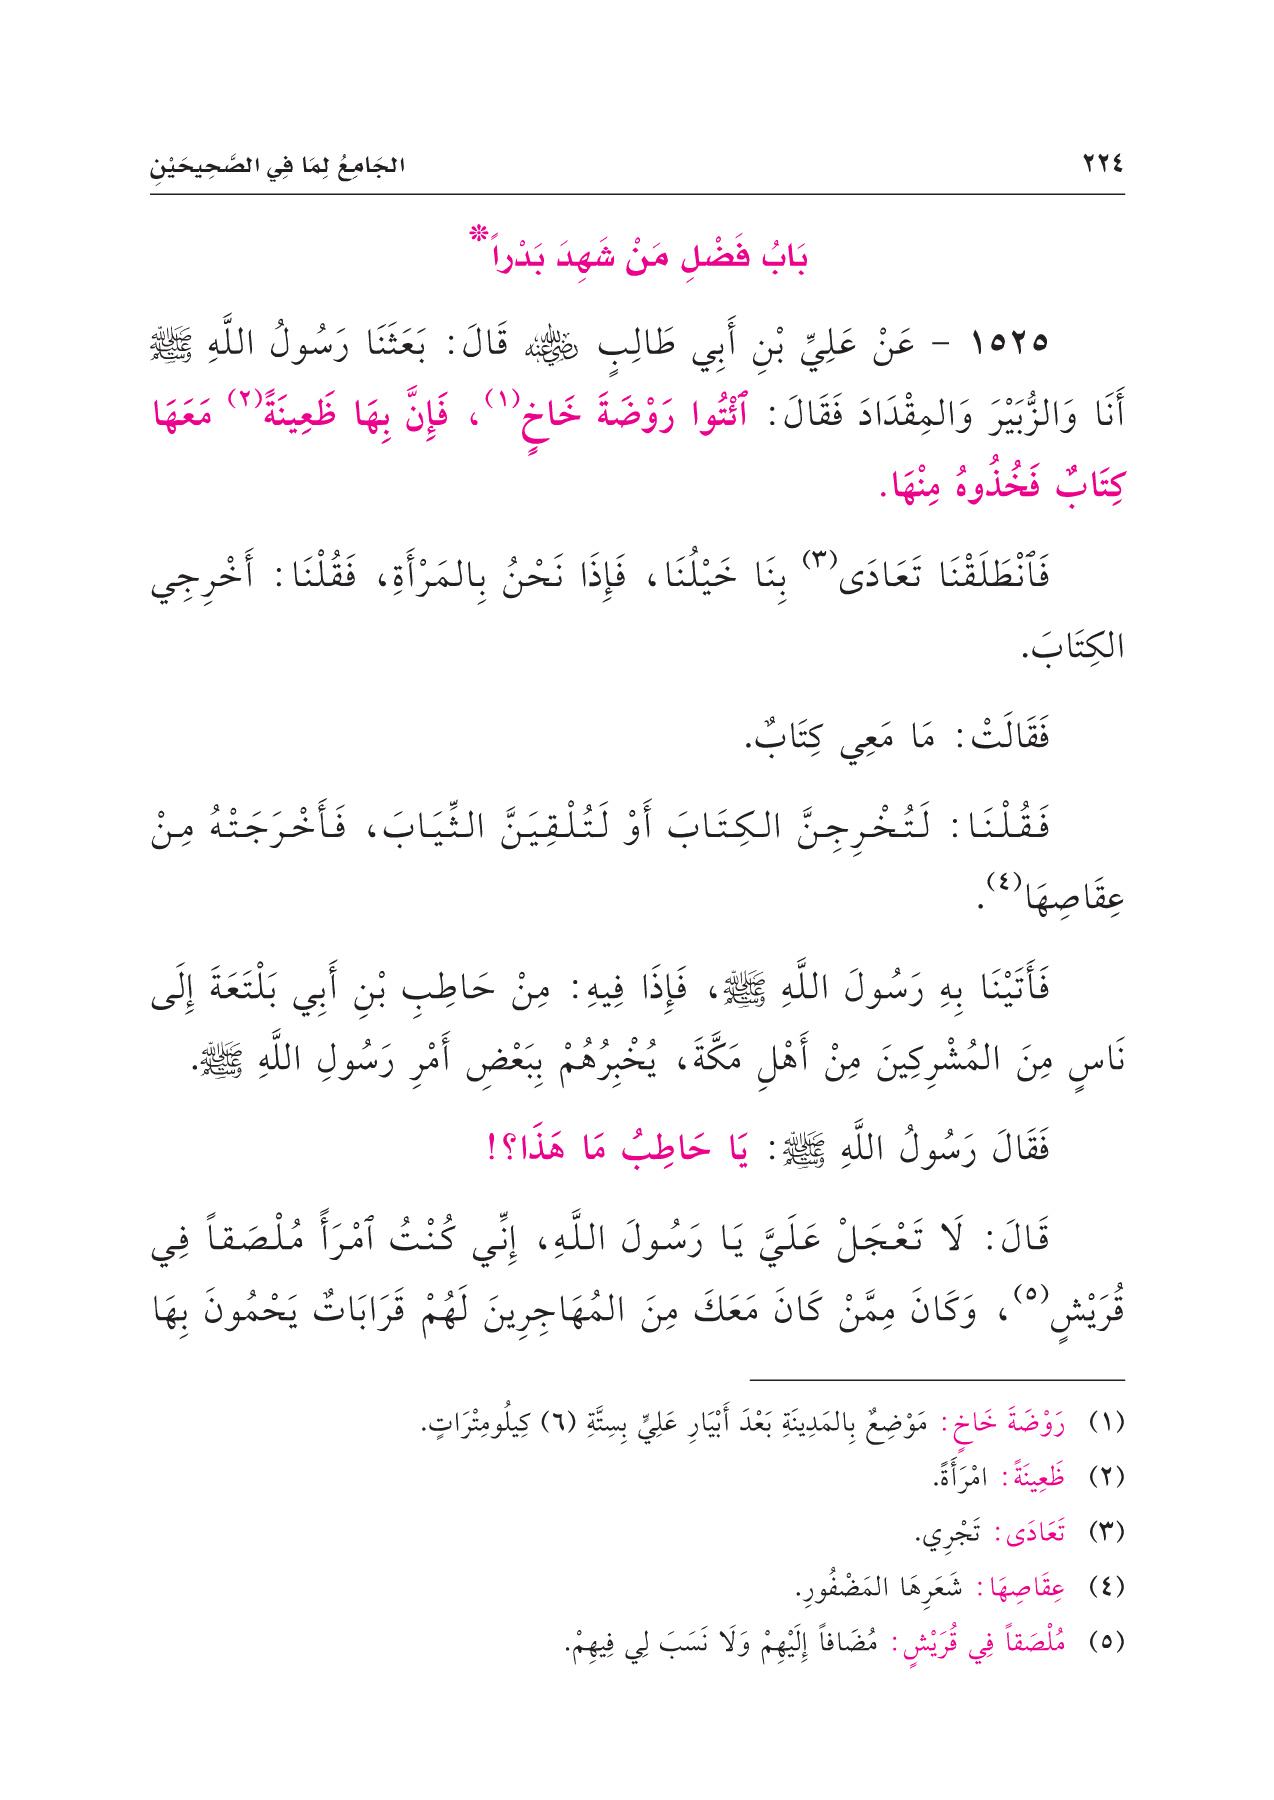 ٢٢٤ الجَامِعُ لِمَا فِي الصَّحِيحَيْنِ
بَابُ فَضْلِ مَنْ شَهِدَ بَدْراً*
١٥٢٥ - عَنْ عَلِيِّ بْنِ أَبِي طَالِبٍ رضي الله عنه قَالَ: بَعَثَنَا رَسُولُ اللَّهِ ﷺ
أَنَا وَالزُّبَيْرَ وَالمِقْدَادَ فَقَالَ: ٱئْتُوا رَوْضَةَ خَاخٍ(١)، فَإِنَّ بِهَا ظَعِينَةً(٢) مَعَهَا
كِتَابٌ فَخُذُوهُ مِنْهَا.
فَٱنْطَلَقْنَا تَعَادَى(٣) بِنَا خَيْلُنَا، فَإِذَا نَحْنُ بِالمَرْأَةِ، فَقُلْنَا: أَخْرِجِي
الكِتَابَ.
فَقَالَتْ: مَا مَعِي كِتَابٌ.
فَقُلْنَا: لَتُخْرِجِنَّ الكِتَابَ أَوْ لَتُلْقِيَنَّ الثِّيَابَ، فَأَخْرَجَتْهُ مِنْ
عِقَاصِهَا(٤).
فَأَتَيْنَا بِهِ رَسُولَ اللَّهِ ﷺ، فَإِذَا فِيهِ: مِنْ حَاطِبِ بْنِ أَبِي بَلْتَعَةَ إِلَى
نَاسٍ مِنَ المُشْرِكِينَ مِنْ أَهْلِ مَكَّةَ، يُخْبِرُهُمْ بِبَعْضِ أَمْرِ رَسُولِ اللَّهِ ﷺ.
فَقَالَ رَسُولُ اللَّهِ ﷺ: يَا حَاطِبُ مَا هَذَا؟!
قَالَ: لَا تَعْجَلْ عَلَيَّ يَا رَسُولَ اللَّهِ، إِنِّي كُنْتُ ٱمْرَأً مُلْصَقاً فِي
قُرَيْشٍ(٥)، وَكَانَ مِمَّنْ كَانَ مَعَكَ مِنَ المُهَاجِرِينَ لَهُمْ قَرَابَاتٌ يَحْمُونَ بِهَا
(١) رَوْضَةَ خَاخٍ: مَوْضِعٌ بِالمَدِينَةِ بَعْدَ أَبْيَارِ عَلِيٍّ بِسِتَّةِ (٦) كِيلُومِتْرَاتٍ.
(٢) ظَعِينَةً: امْرَأَةً.
(٣) تَعَادَى: تَجْرِي.
(٤) عِقَاصِهَا: شَعَرِهَا المَضْفُورِ.
(٥) مُلْصَقاً فِي قُرَيْشٍ: مُضَافاً إِلَيْهِمْ وَلَا نَسَبَ لِي فِيهِمْ.